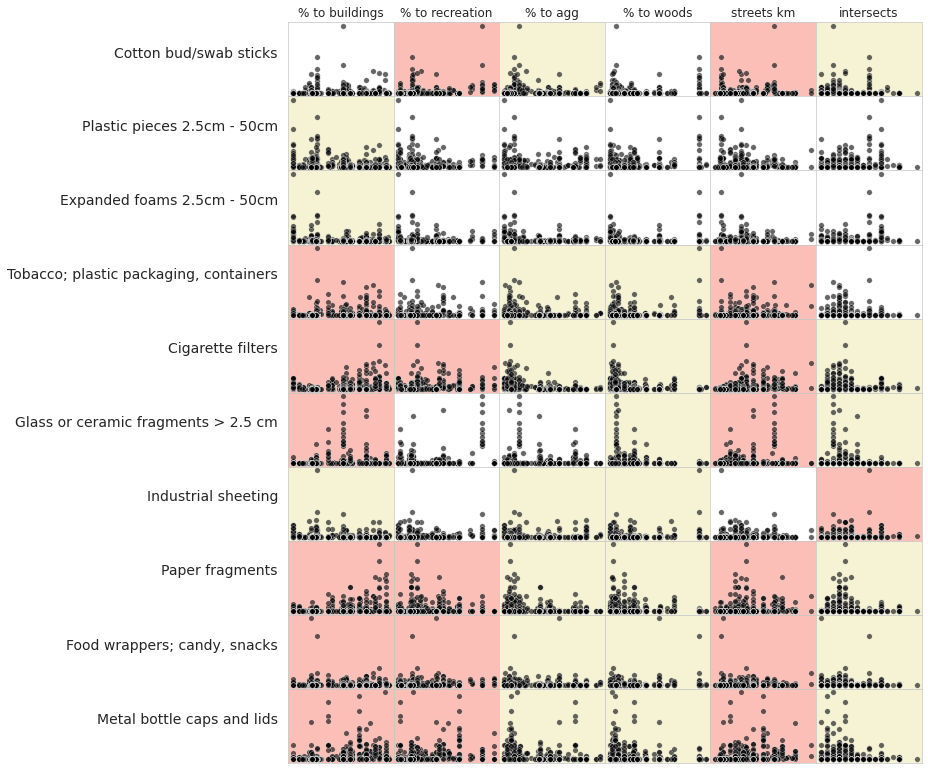 % to buildings % to recreation % to agg % to woods streets km intersects
Cotton bud/swab sticks
Plastic pieces 2.5cm - 50cm
Expanded foams 2.5cm - 50cm
Tobacco; plastic packaging, containers
Cigarette filters
Glass or ceramic fragments > 2.5 cm
Industrial sheeting
Paper fragments
Food wrappers; candy, snacks
Metal bottle caps and lids